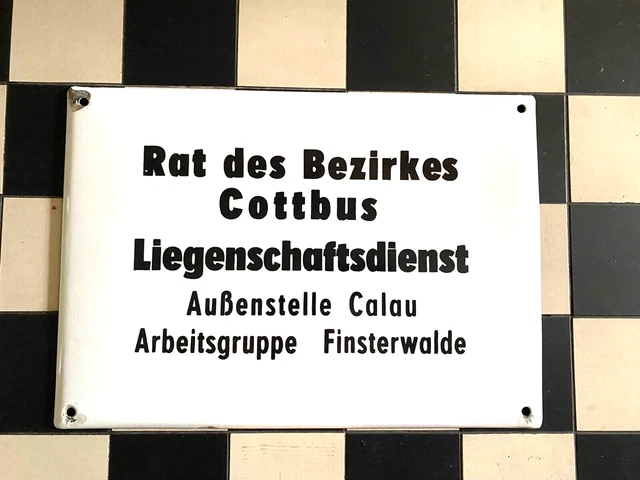 Rat des Bezirkes
Cottbus
Liegenschaftsdienst
Außenstelle Calau
Arbeitsgruppe Finsterwalde